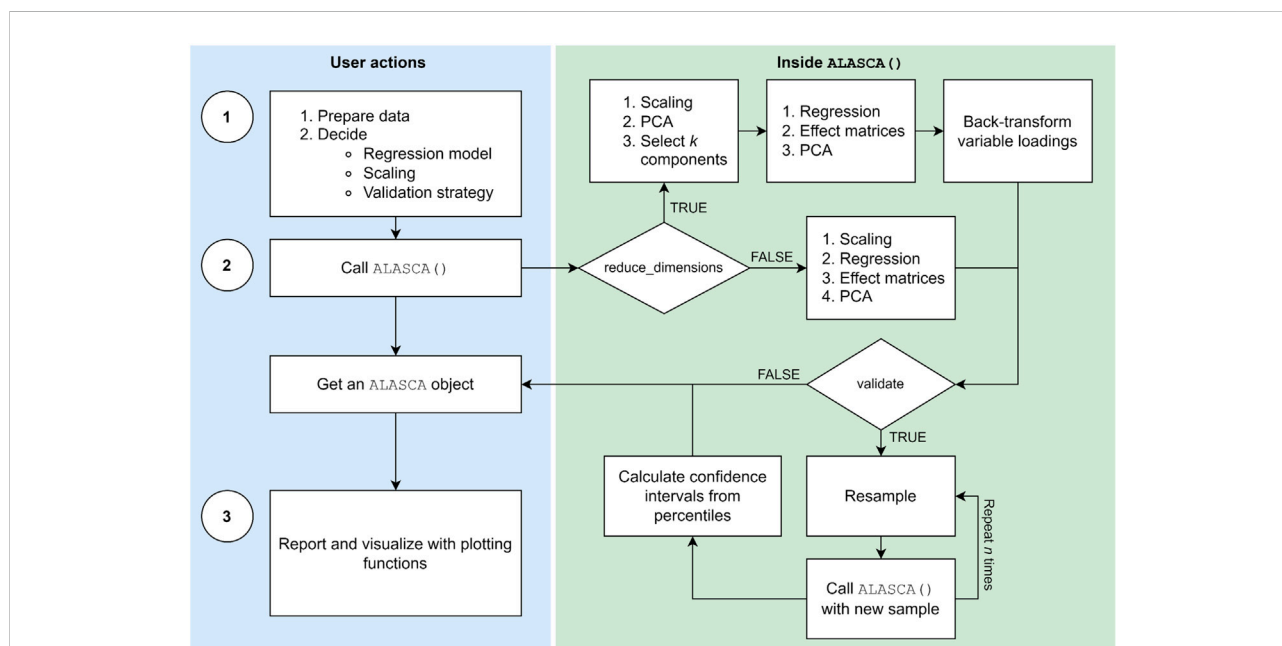 User actions
1
1. Prepare data
2. Decide
Regression model
Scaling
Validation strategy
2
Call ALASCA()
Get an ALASCA object
3
Report and visualize with plotting
functions
Inside ALASCA()
1. Scaling
2. PCA
3. Select k
components
1. Regression
2. Effect matrices
3. PCA
Back-transform
variable loadings
TRUE
reduce_dimensions
FALSE
1. Scaling
2. Regression
3. Effect matrices
4. PCA
FALSE
validate
TRUE
Calculate confidence
intervals from
percentiles
Resample
Repeat n times
Call ALASCA()
with new sample